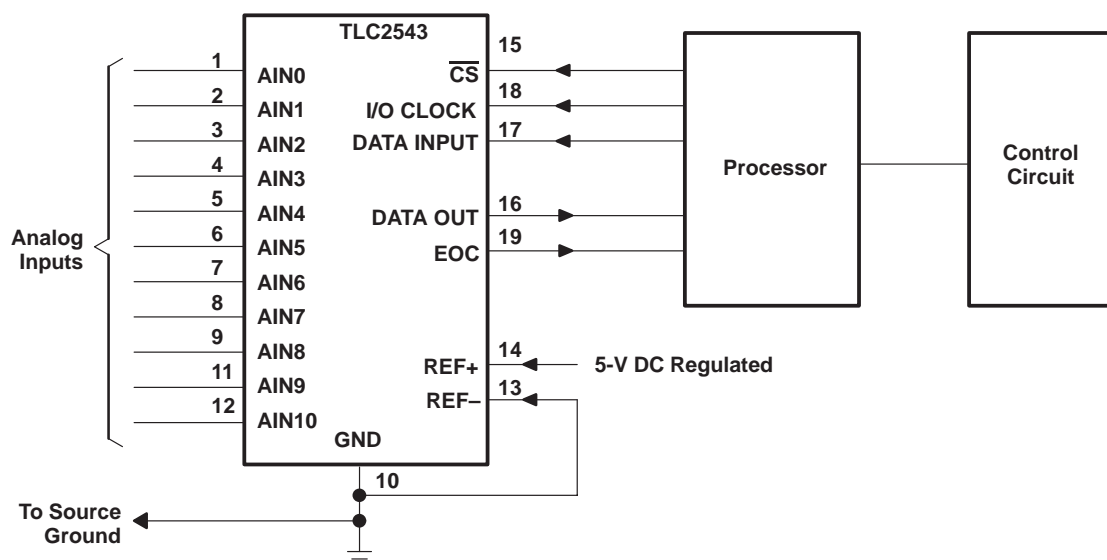 TLC2543
1
AIN0
2
AIN1
3
AIN2
4
AIN3
5
AIN4
6
AIN5
7
AIN6
8
AIN7
9
AIN8
11
AIN9
12
AIN10
Analog
Inputs
15
CS
18
I/O CLOCK
17
DATA INPUT
16
DATA OUT
19
EOC
14
REF+
5-V DC Regulated
13
REF–
GND
10
To Source
Ground
Processor
Control
Circuit